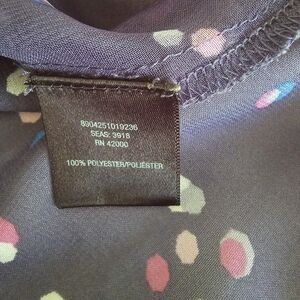 8904251019236
SEAS: 3918
RN 42000
100% POLYESTER/POLIÉSTER